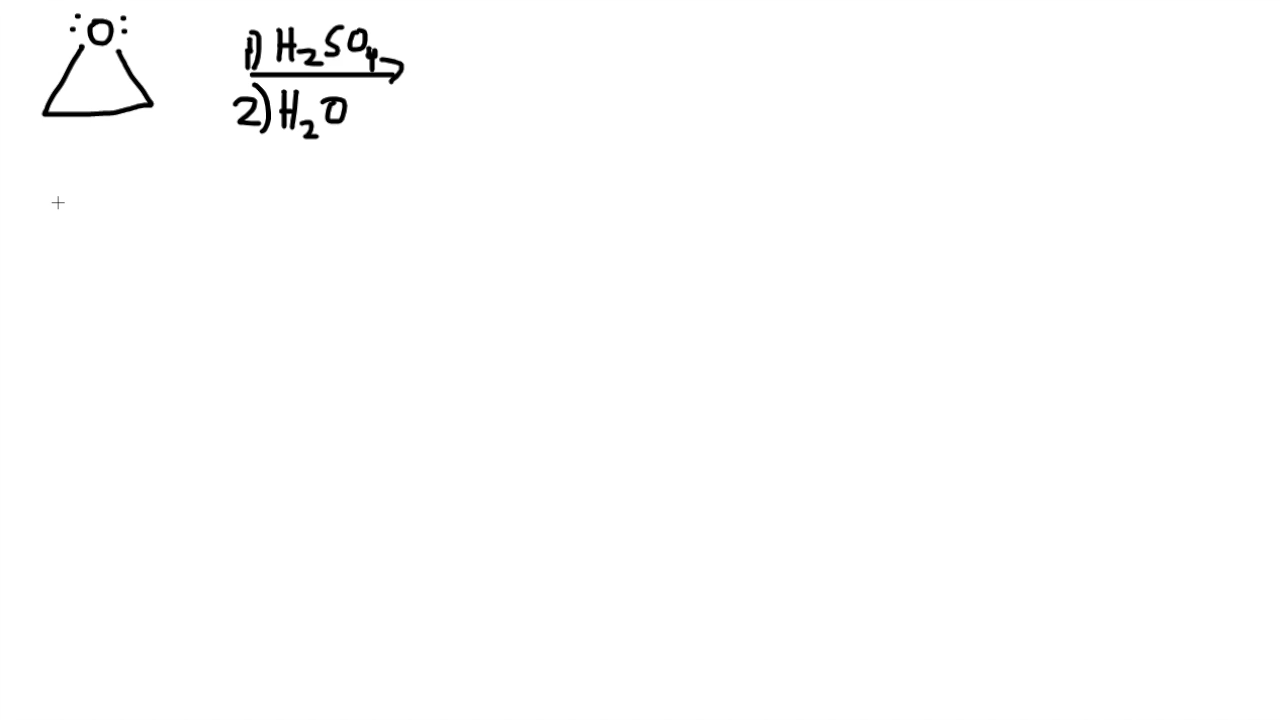 :O:
1) H₂SO₄
2) H₂O